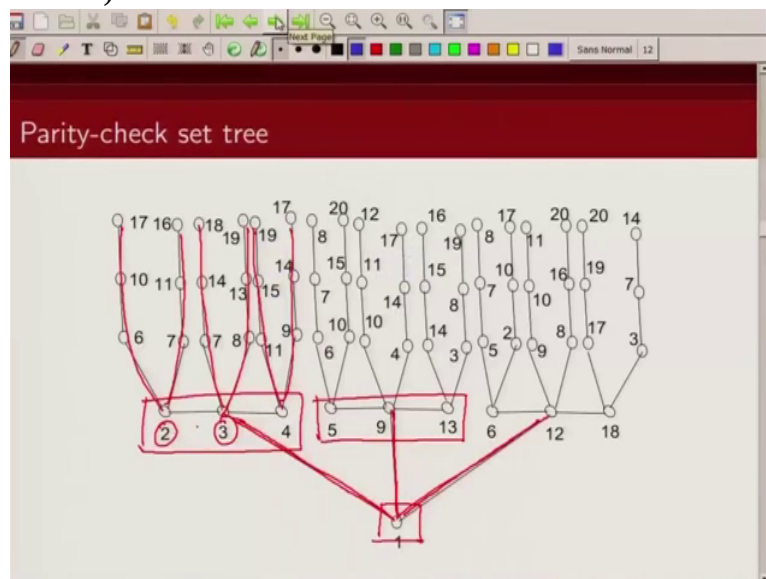 Next Page
Sans Normal 12
Parity-check set tree
17 16 18 19 19 17 8 20 12 17 16 19 8 17 11 20 20 14
10 11 14 13 15 14 7 15 11 14 15 8 7 10 10 16 19 7
6 7 7 8 11 9 6 10 10 4 14 3 5 2 9 8 17 3
2 3 4 5 9 13 6 12 18
1